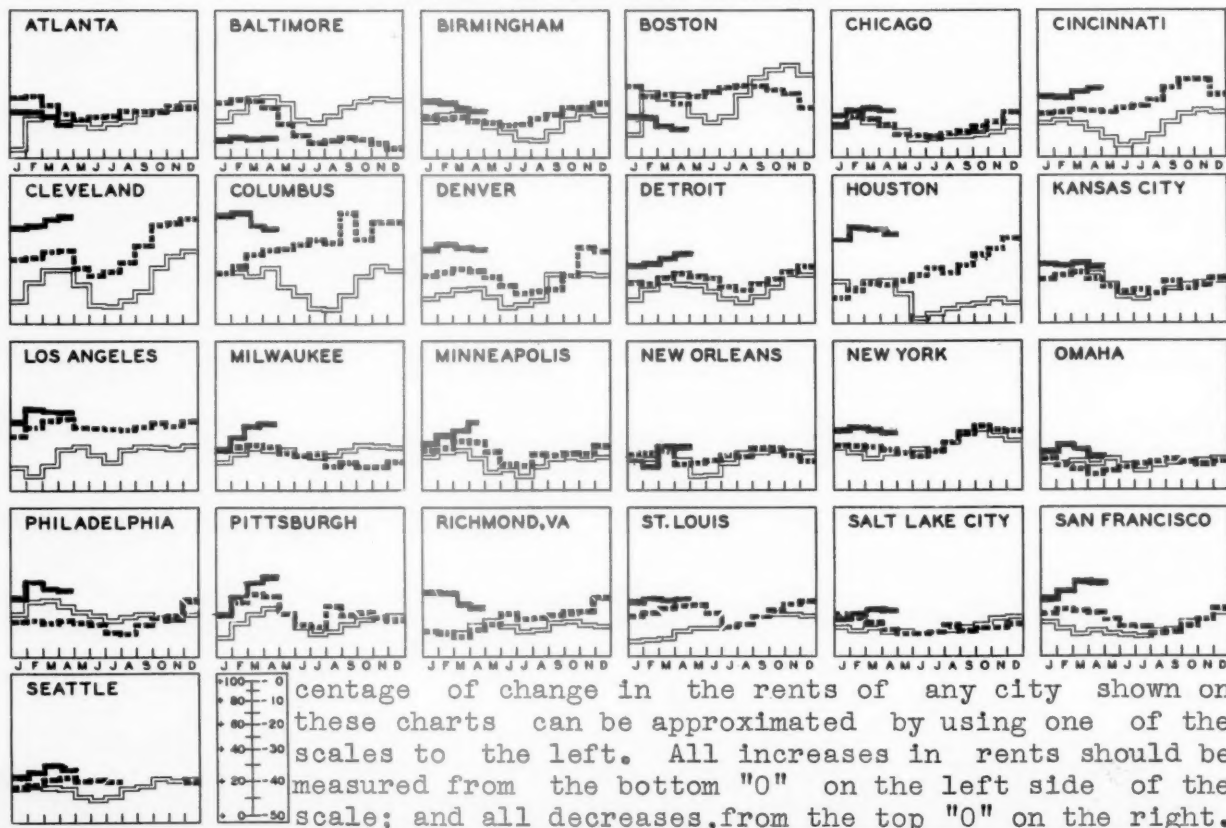 ATLANTA BALTIMORE BIRMINGHAM BOSTON CHICAGO CINCINNATI
J F M A M J J A S O N D J F M A M J J A S O N D J F M A M J J A S O N D J F M A M J J A S O N D J F M A M J J A S O N D J F M A M J J A S O N D
CLEVELAND COLUMBUS DENVER DETROIT HOUSTON KANSAS CITY
LOS ANGELES MILWAUKEE MINNEAPOLIS NEW ORLEANS NEW YORK OMAHA
PHILADELPHIA PITTSBURGH RICHMOND, VA ST. LOUIS SALT LAKE CITY SAN FRANCISCO
J F M A M J J A S O N D J F M A M J J A S O N D J F M A M J J A S O N D J F M A M J J A S O N D J F M A M J J A S O N D J F M A M J J A S O N D
SEATTLE
+100 0
80 -10
60 -20
40 -30
20 -40
+ 0 -50
centage of change in the rents of any city shown on
these charts can be approximated by using one of the
scales to the left. All increases in rents should be
measured from the bottom "0" on the left side of the
scale; and all decreases, from the top "0" on the right.